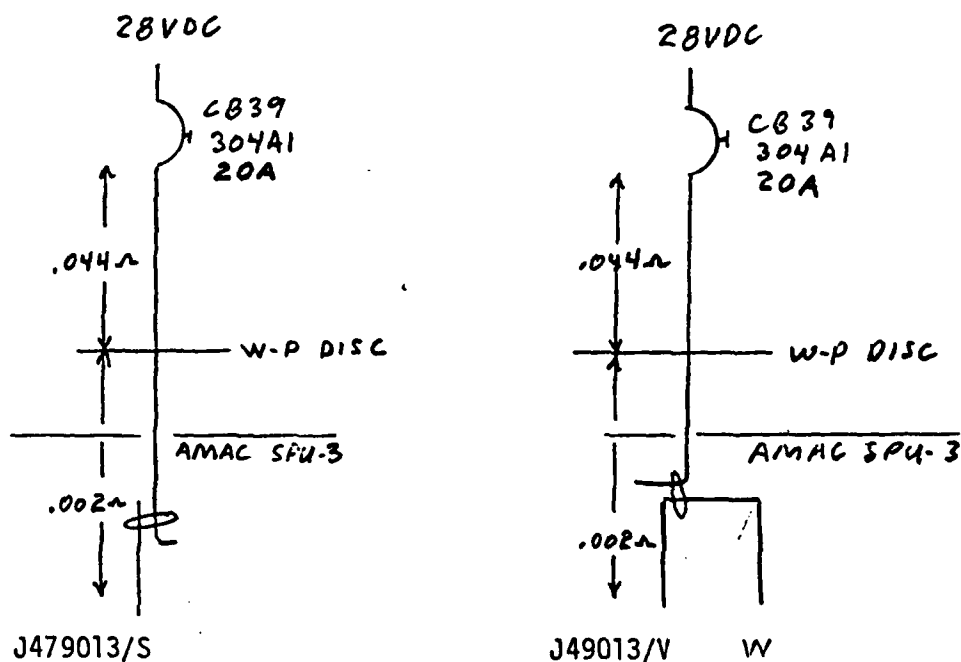 28VDC
CB39
304A1
20A
.044Ω
W-P DISC
AMAC SPU-3
.002Ω
J479013/S
28VDC
CB39
304A1
20A
.044Ω
W-P DISC
AMAC SPU-3
.002Ω
J49013/V W